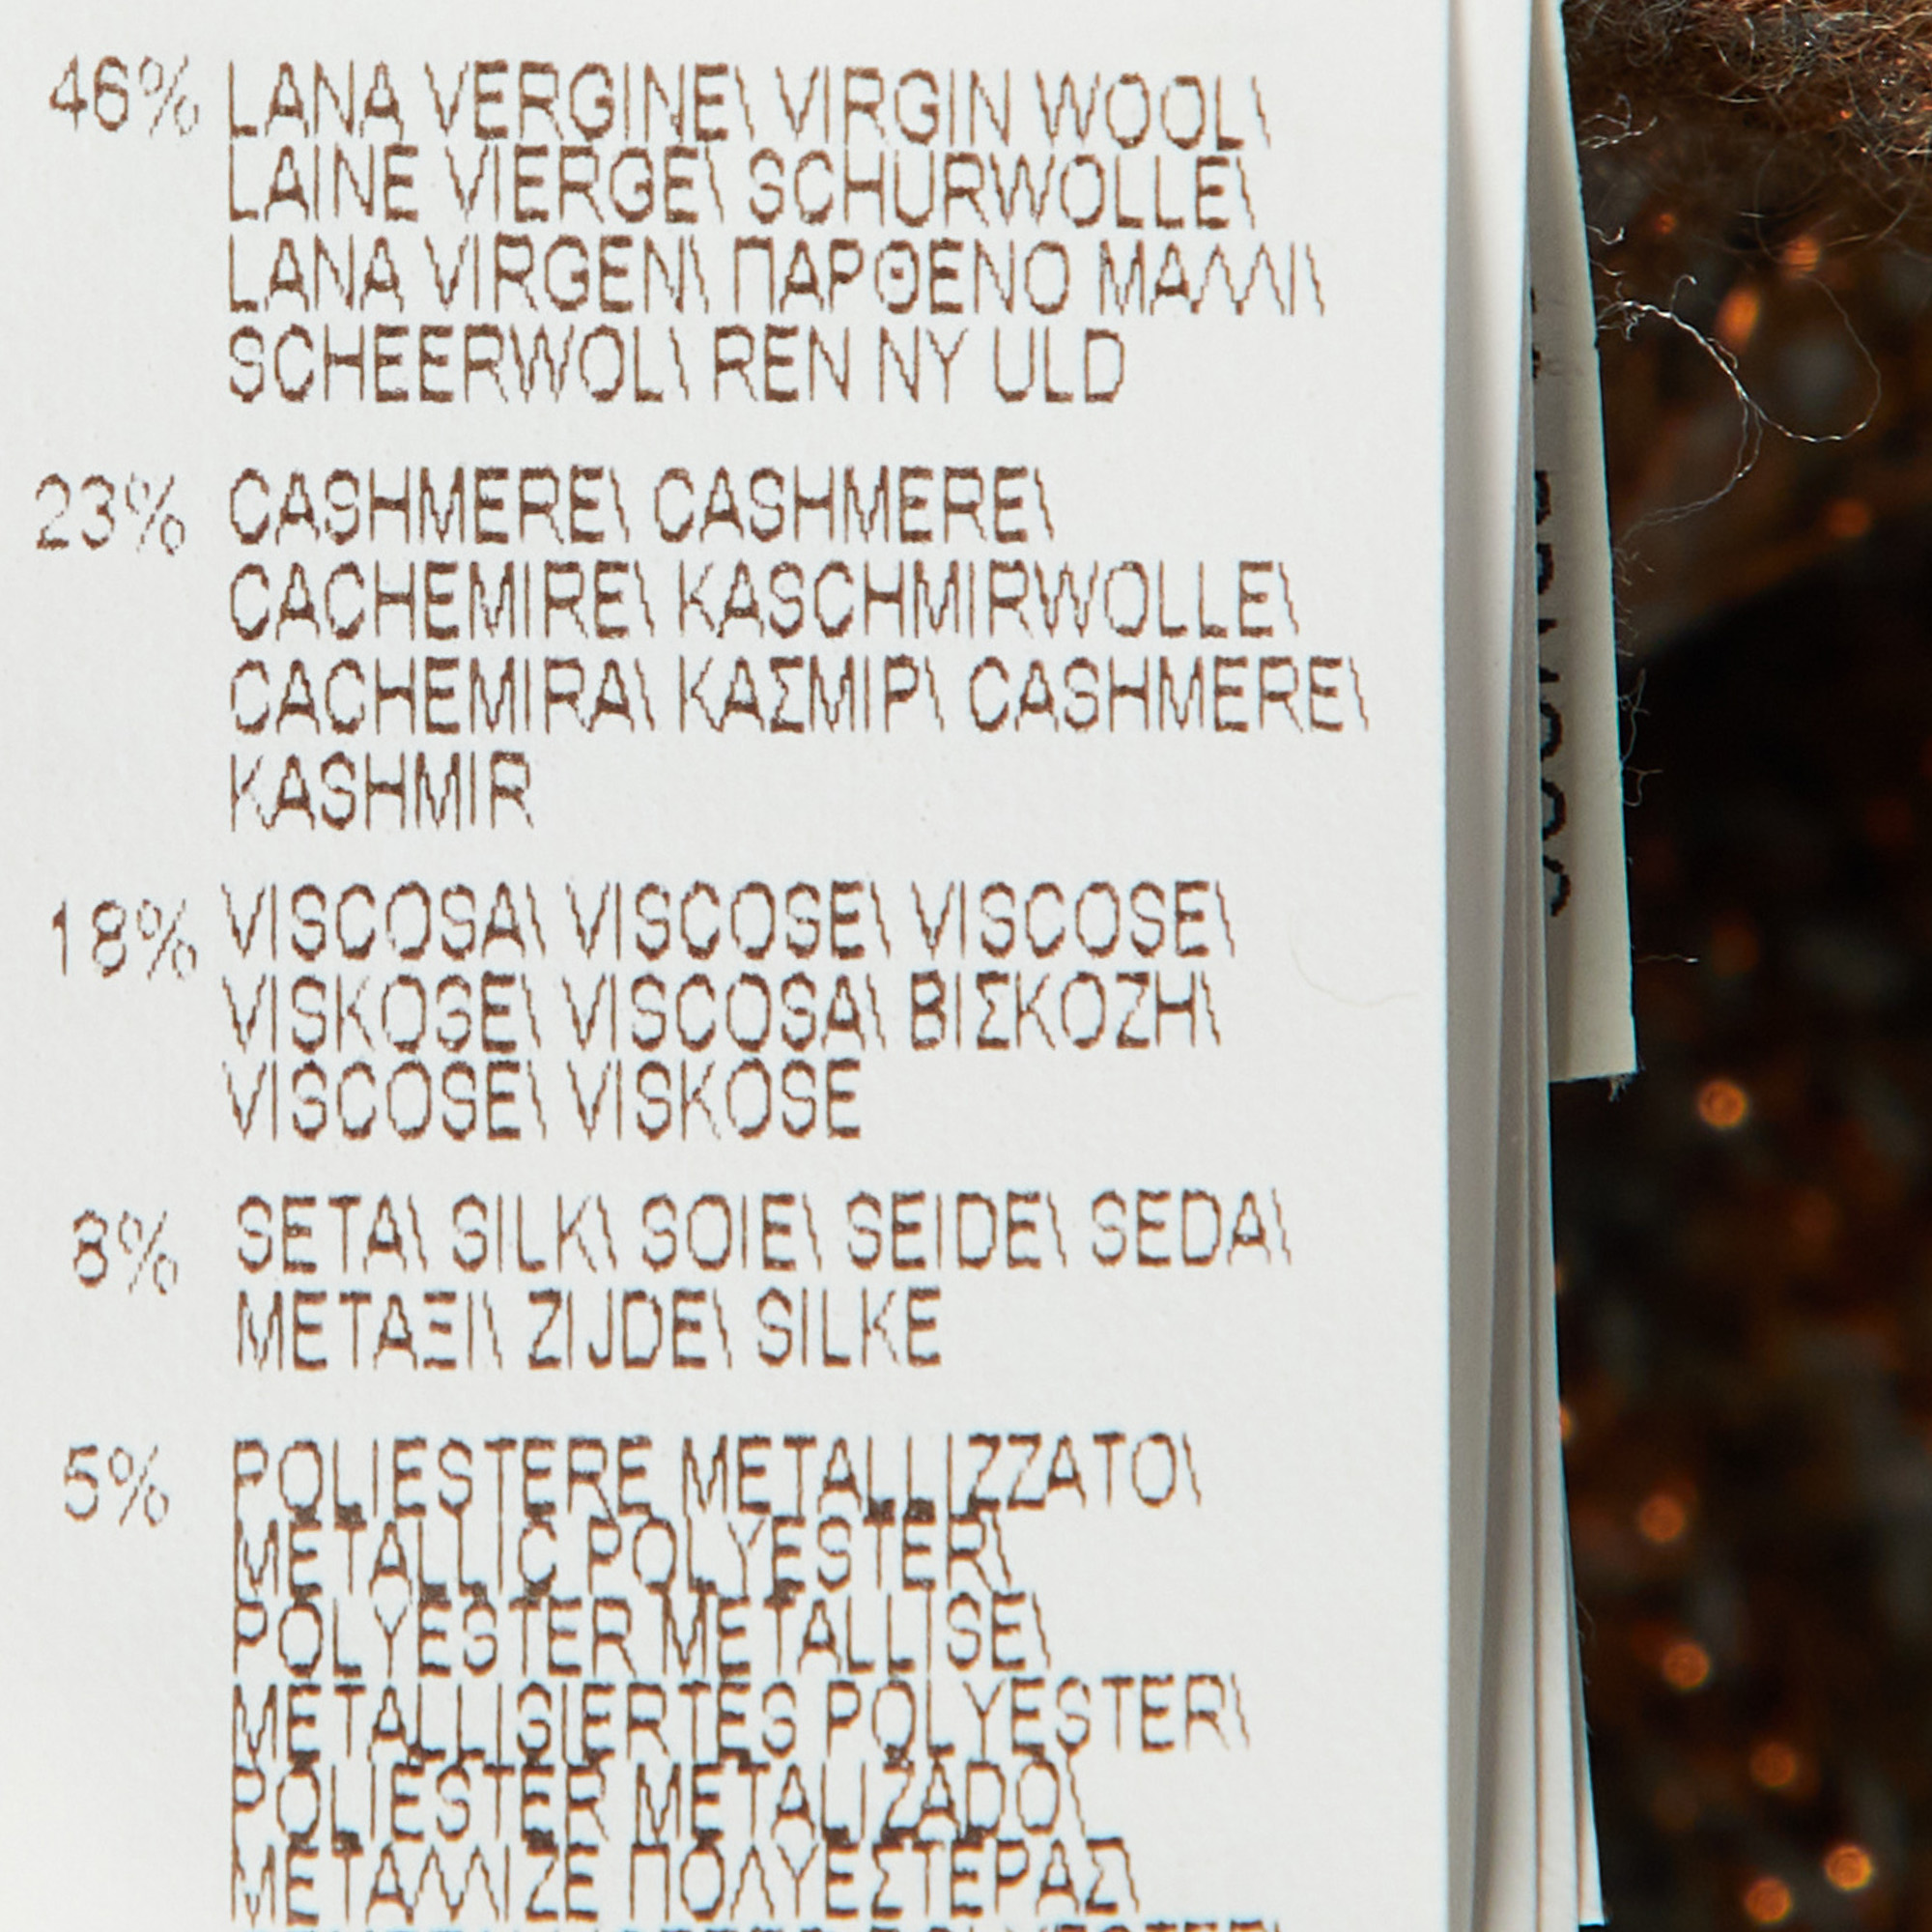 46% LANA VERGINE\ VIRGIN WOOL\
LAINE VIERGE\ SCHURWOLLE\
LANA VIRGEN\ ΠΑΡΘΕΝΟ ΜΑΛΛΙ\
SCHEERWOL\ REN NY ULD
23% CASHMERE\ CASHMERE\
CACHEMIRE\ KASCHMIRWOLLE\
CACHEMIRA\ ΚΑΣΜΙΡ\ CASHMERE\
KASHMIR
18% VISCOSA\ VISCOSE\ VISCOSE\
VISKOSE\ VISCOSA\ ΒΙΣΚΟΖΗ\
VISCOSE\ VISKOSE
8% SETA\ SILK\ SOIE\ SEIDE\ SEDA\
ΜΕΤΑΞΙ\ ZIJDE\ SILKE
5% POLIESTERE METALLIZZATO\
METALLIC POLYESTER\
POLYESTER METALLISE\
METALLISIERTES POLYESTER\
POLIESTER METALIZADO\
ΜΕΤΑΛΛΙΖΕ ΠΟΛΥΕΣΤΕΡΑΣ\